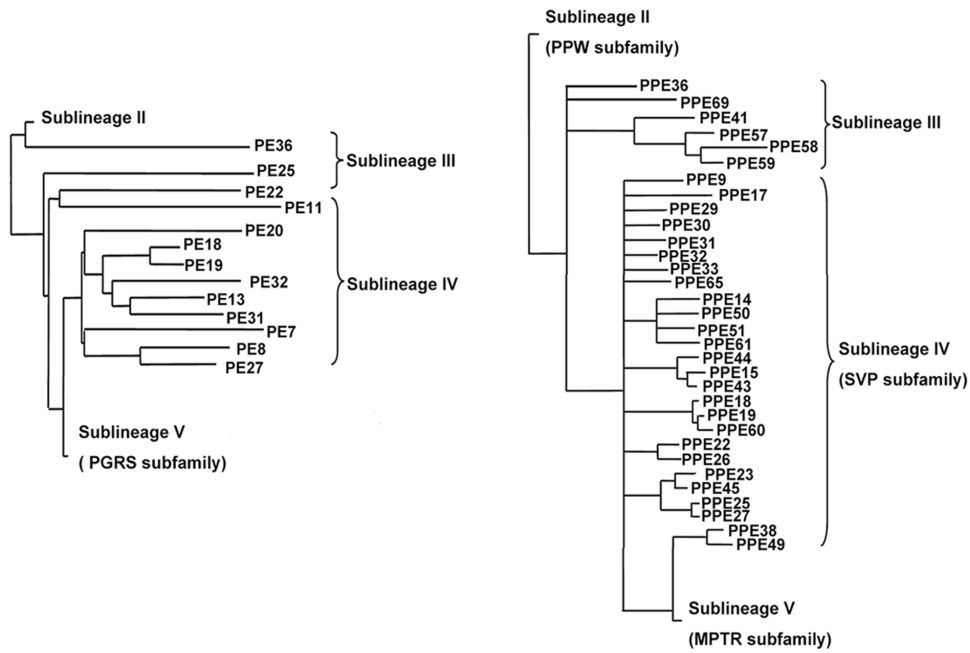 Sublineage II
PE36
Sublineage III
PE25
PE22
PE11
PE20
PE18
PE19
PE32
Sublineage IV
PE13
PE31
PE7
PE8
PE27
Sublineage V
( PGRS subfamily)
Sublineage II
(PPW subfamily)
PPE36
PPE69
PPE41
Sublineage III
PPE57
PPE58
PPE59
PPE9
PPE17
PPE29
PPE30
PPE31
PPE32
PPE33
PPE65
PPE14
PPE50
PPE51
PPE61
Sublineage IV
(SVP subfamily)
PPE44
PPE15
PPE43
PPE18
PPE19
PPE60
PPE22
PPE26
PPE23
PPE45
PPE25
PPE27
PPE38
PPE49
Sublineage V
(MPTR subfamily)